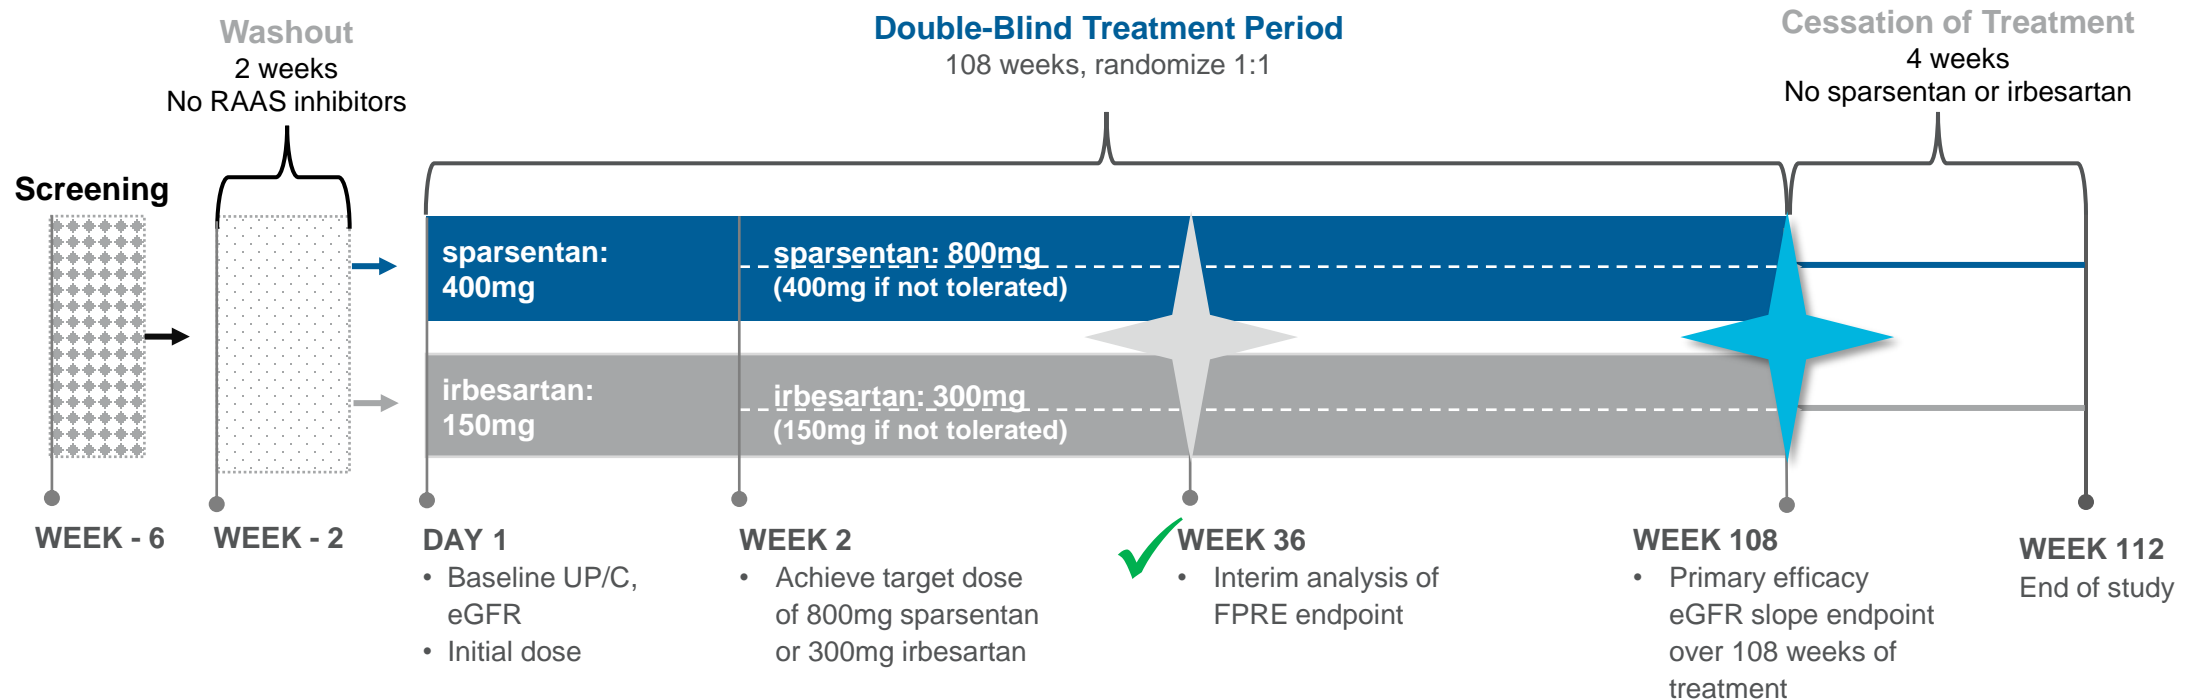 Washout
2 weeks
No RAAS inhibitors
Double-Blind Treatment Period
108 weeks, randomize 1:1
Cessation of Treatment
4 weeks
No sparsentan or irbesartan
Screening
sparsentan:
400mg
sparsentan: 800mg
(400mg if not tolerated)
irbesartan:
150mg
irbesartan: 300mg
(150mg if not tolerated)
WEEK - 6
WEEK - 2
DAY 1
• Baseline UP/C,
eGFR
• Initial dose
WEEK 2
• Achieve target dose
of 800mg sparsentan
or 300mg irbesartan
WEEK 36
• Interim analysis of
FPRE endpoint
WEEK 108
• Primary efficacy
eGFR slope endpoint
over 108 weeks of
treatment
WEEK 112
End of study